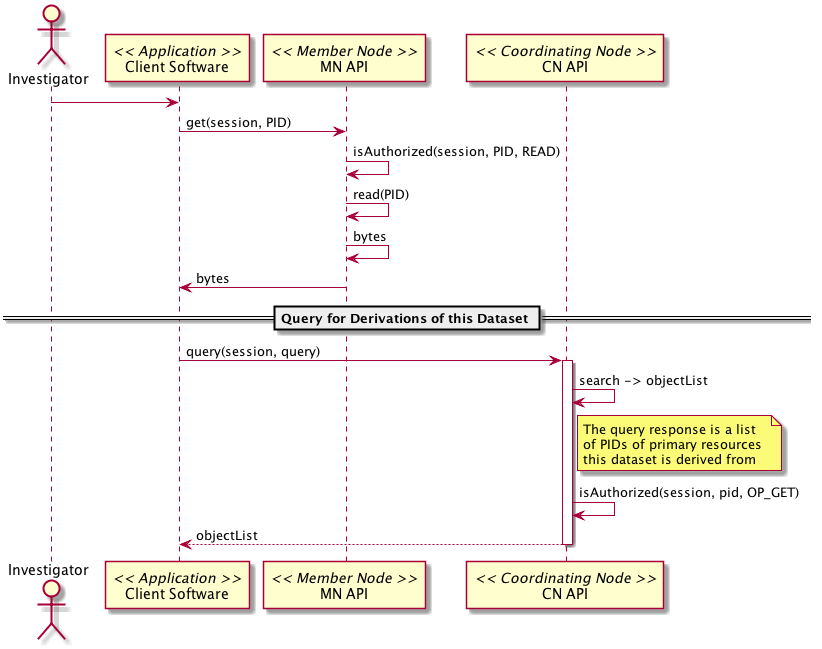 Investigator
<< Application >>
Client Software
<< Member Node >>
MN API
<< Coordinating Node >>
CN API
get(session, PID)
isAuthorized(session, PID, READ)
read(PID)
bytes
bytes
Query for Derivations of this Dataset
query(session, query)
search -> objectList
The query response is a list
of PIDs of primary resources
this dataset is derived from
isAuthorized(session, pid, OP_GET)
objectList
Investigator
<< Application >>
Client Software
<< Member Node >>
MN API
<< Coordinating Node >>
CN API